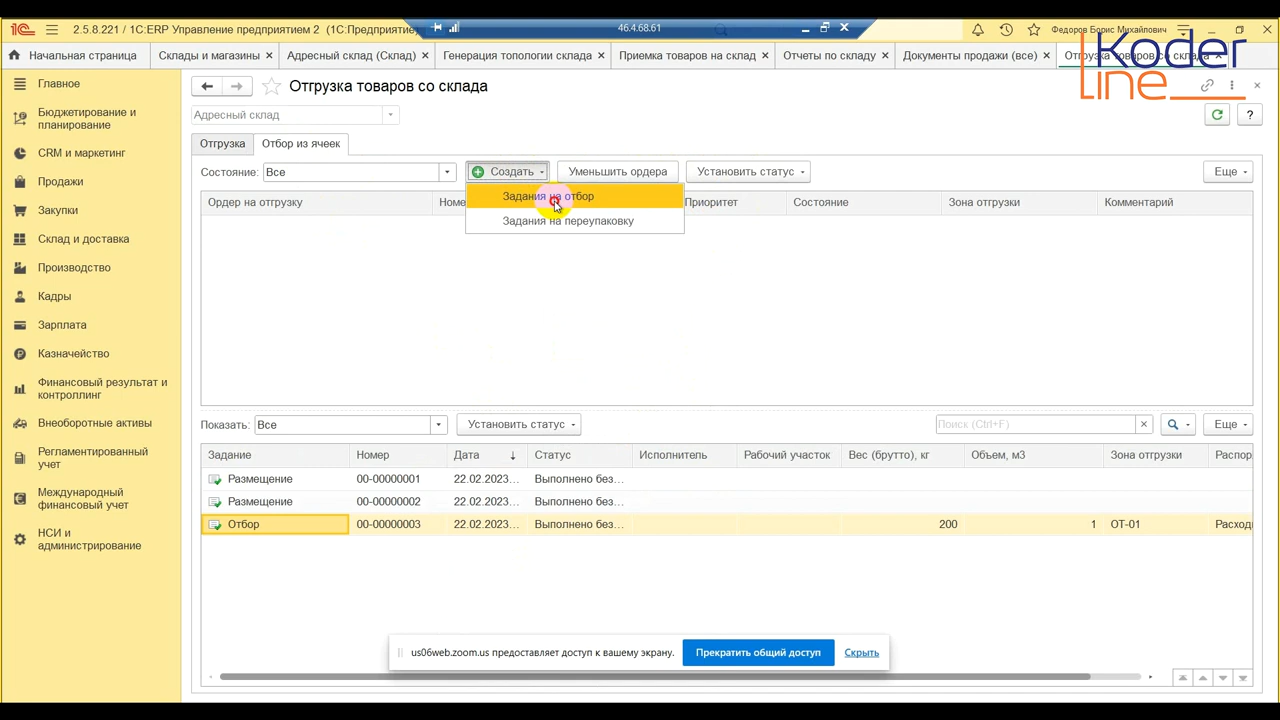 2.5.8.221 / 1C:ERP Управление предприятием 2 (1С:Предприятие)
46.4.68.61
Федоров Борис Михайлович
Koder
line
Начальная страница
Склады и магазины
Адресный склад (Склад)
Генерация топологии склада
Приемка товаров на склад
Отчеты по складу
Документы продажи (все)
Отгрузка товаров со склада
Главное
Бюджетирование и
планирование
CRM и маркетинг
Продажи
Закупки
Склад и доставка
Производство
Кадры
Зарплата
Казначейство
Финансовый результат и
контроллинг
Внеоборотные активы
Регламентированный
учет
Международный
финансовый учет
НСИ и
администрирование
Отгрузка товаров со склада
Адресный склад
?
Отгрузка
Отбор из ячеек
Состояние: Все
Создать
Уменьшить ордера
Установить статус
Еще
Задания на отбор
Задания на переупаковку
Ордер на отгрузку
Номе
Приоритет
Состояние
Зона отгрузки
Комментарий
Показать: Все
Установить статус
Поиск (Ctrl+F)
Еще
Задание Номер Дата Статус Исполнитель Рабочий участок Вес (брутто), кг Объем, м3 Зона отгрузки Распор
Размещение 00-00000001 22.02.2023... Выполнено без...
Размещение 00-00000002 22.02.2023... Выполнено без...
Отбор 00-00000003 22.02.2023... Выполнено без... 200 1 ОТ-01 Расход
us06web.zoom.us предоставляет доступ к вашему экрану.
Прекратить общий доступ
Скрыть